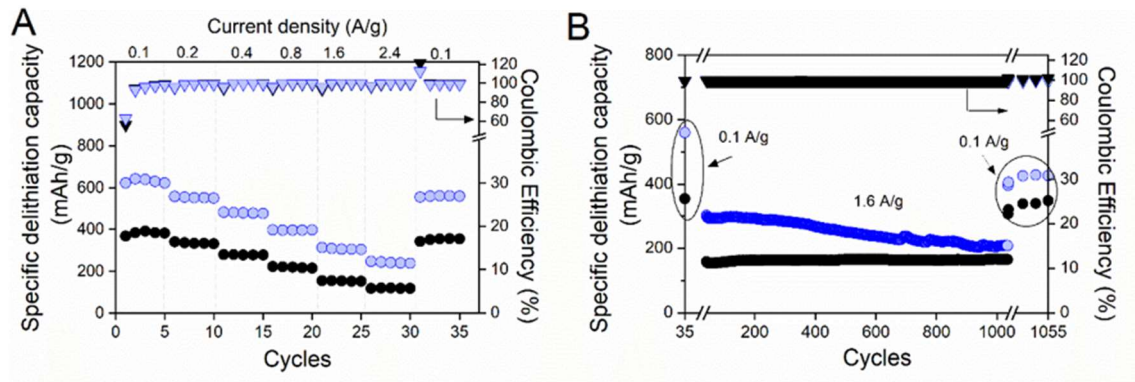 A
Current density (A/g)
0.1 0.2 0.4 0.8 1.6 2.4 0.1
Specific delithiation capacity
(mAh/g)
1200
1000
800
600
400
200
0
120
100
80
60
30
20
10
0
Coulombic Efficiency (%)
0 5 10 15 20 25 30 35
Cycles
B
Specific delithiation capacity
(mAh/g)
800
600
400
200
0
0.1 A/g
1.6 A/g
0.1 A/g
120
100
80
60
30
20
10
0
Coulombic Efficiency (%)
35 200 400 600 800 1000 1055
Cycles